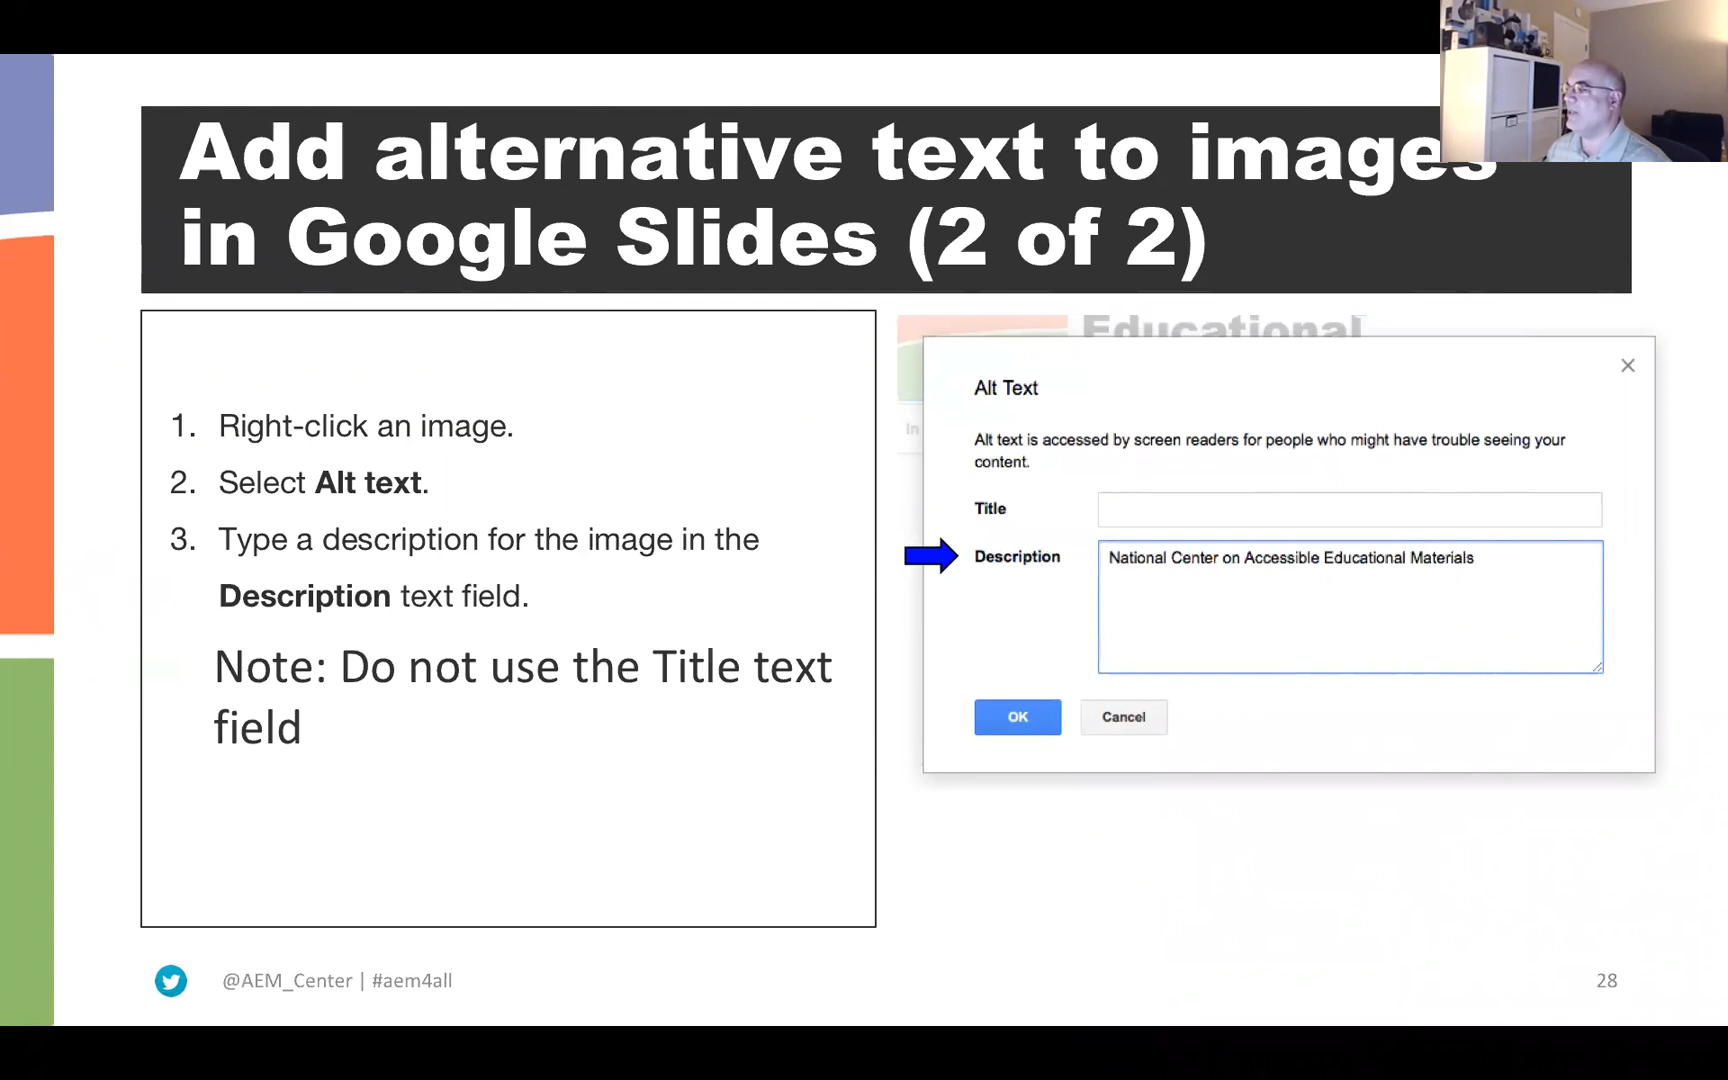 Add alternative text to images
in Google Slides (2 of 2)
1. Right-click an image.
2. Select Alt text.
3. Type a description for the image in the
Description text field.
Note: Do not use the Title text
field
Educational
In
Alt Text
Alt text is accessed by screen readers for people who might have trouble seeing your
content.
Title
Description
National Center on Accessible Educational Materials
OK
Cancel
@AEM_Center | #aem4all
28